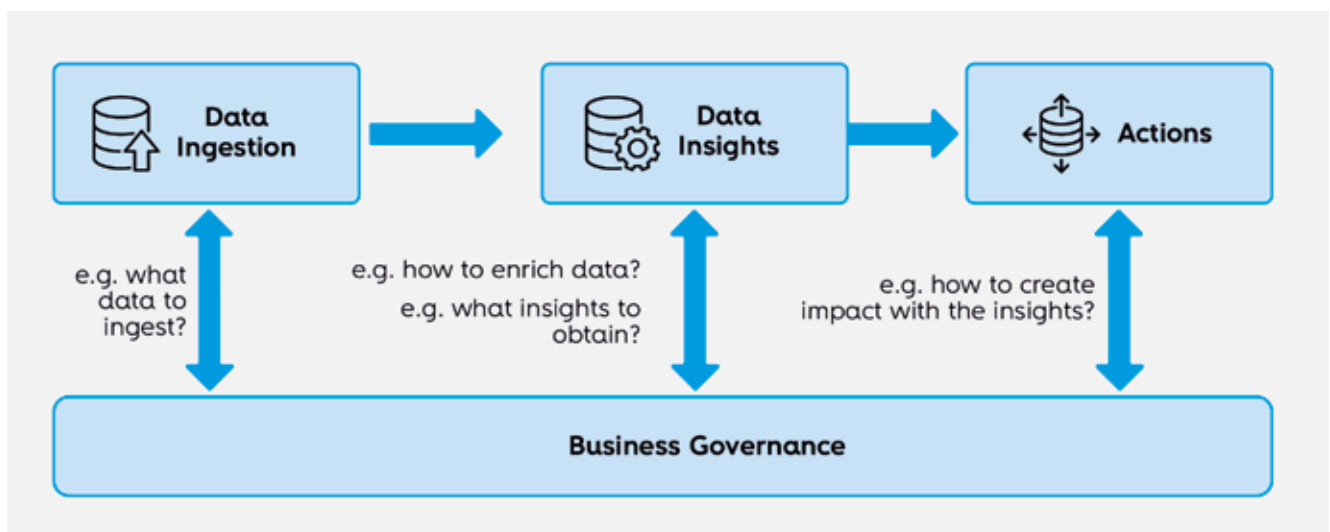 Data
Ingestion
Data
Insights
Actions
e.g. what
data to
ingest?
e.g. how to enrich data?
e.g. what insights to
obtain?
e.g. how to create
impact with the insights?
Business Governance